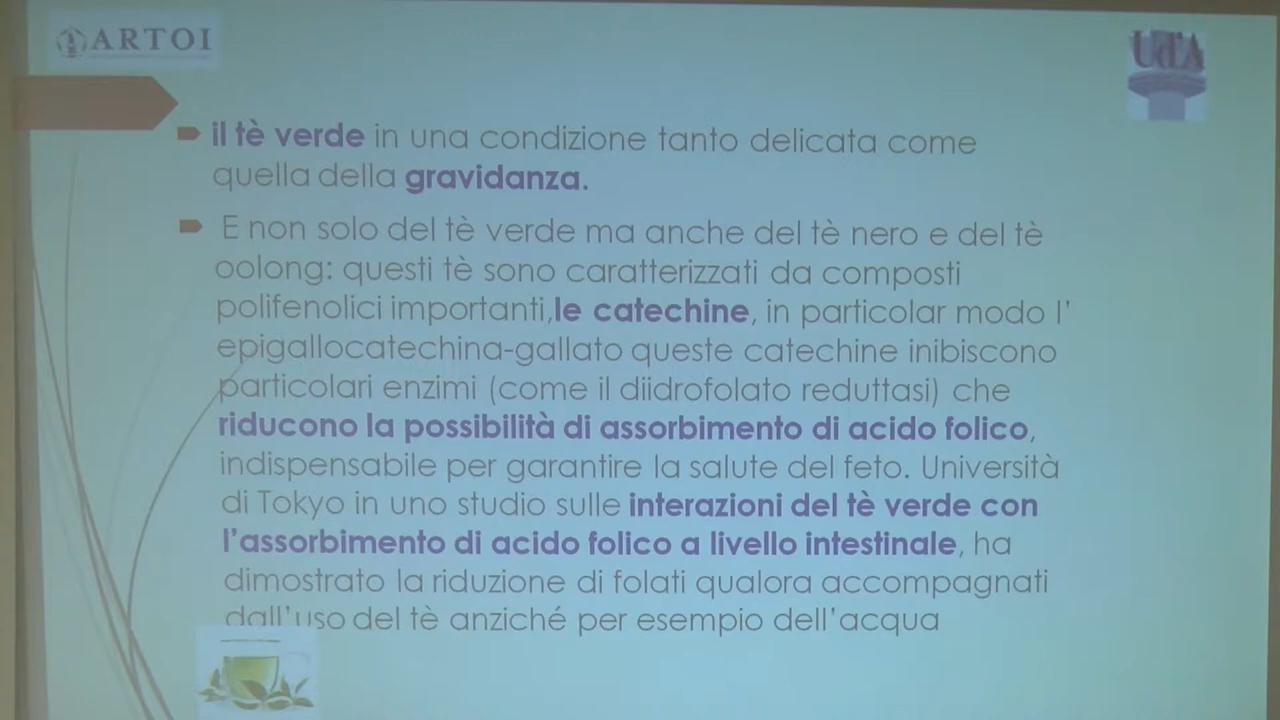 ARTOI
UdA
il tè verde in una condizione tanto delicata come
quella della gravidanza.
E non solo del tè verde ma anche del tè nero e del tè
oolong: questi tè sono caratterizzati da composti
polifenolici importanti,le catechine, in particolar modo l'
epigallocatechina-gallato queste catechine inibiscono
particolari enzimi (come il diidrofolato reduttasi) che
riducono la possibilità di assorbimento di acido folico,
indispensabile per garantire la salute del feto. Università
di Tokyo in uno studio sulle interazioni del tè verde con
l'assorbimento di acido folico a livello intestinale, ha
dimostrato la riduzione di folati qualora accompagnati
dall'uso del tè anziché per esempio dell'acqua